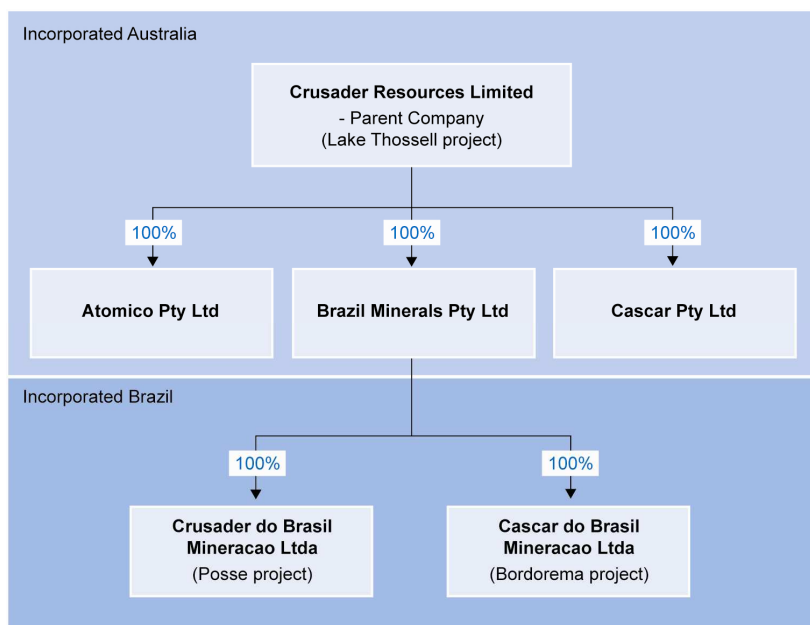 Incorporated Australia
Crusader Resources Limited
- Parent Company
(Lake Thossell project)
100%
100%
100%
Atomico Pty Ltd
Brazil Minerals Pty Ltd
Cascar Pty Ltd
Incorporated Brazil
100%
100%
Crusader do Brasil
Mineracao Ltda
(Posse project)
Cascar do Brasil
Mineracao Ltda
(Bordorema project)